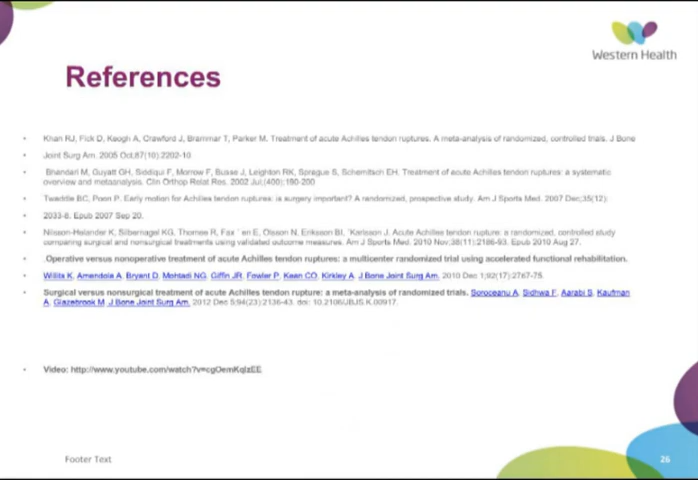 Western Health
References
Khan RJ, Fick D, Keogh A, Crawford J, Brammar T, Parker M. Treatment of acute Achilles tendon ruptures. A meta-analysis of randomized, controlled trials. J Bone
Joint Surg Am. 2005 Oct;87(10):2202-10
Bhandari M, Guyatt GH, Siddiqui F, Morrow F, Busse J, Leighton RK, Sprague S, Schemitsch EH. Treatment of acute Achilles tendon ruptures: a systematic
overview and metaanalysis. Clin Orthop Relat Res. 2002 Jul;(400):190-200
Twaddle BC, Poon P. Early motion for Achilles tendon ruptures: is surgery important? A randomized, prospective study. Am J Sports Med. 2007 Dec;35(12):
2033-8. Epub 2007 Sep 20.
Nilsson-Helander K, Silbernagel KG, Thomee R, Fax ̈ en E, Olsson N, Eriksson BI, Karlsson J. Acute Achilles tendon rupture: a randomized, controlled study
comparing surgical and nonsurgical treatments using validated outcome measures. Am J Sports Med. 2010 Nov;38(11):2186-93. Epub 2010 Aug 27.
Operative versus nonoperative treatment of acute Achilles tendon ruptures: a multicenter randomized trial using accelerated functional rehabilitation.
Willits K, Amendola A, Bryant D, Mohtadi NG, Giffin JR, Fowler P, Kean CO, Kirkley A. J Bone Joint Surg Am. 2010 Dec 1;92(17):2767-75.
Surgical versus nonsurgical treatment of acute Achilles tendon rupture: a meta-analysis of randomized trials. Soroceanu A, Sidhwa F, Aarabi S, Kaufman
A, Glazebrook M. J Bone Joint Surg Am. 2012 Dec 5;94(23):2136-43. doi: 10.2106/JBJS.K.00917.
Video: http://www.youtube.com/watch?v=
Footer Text
26